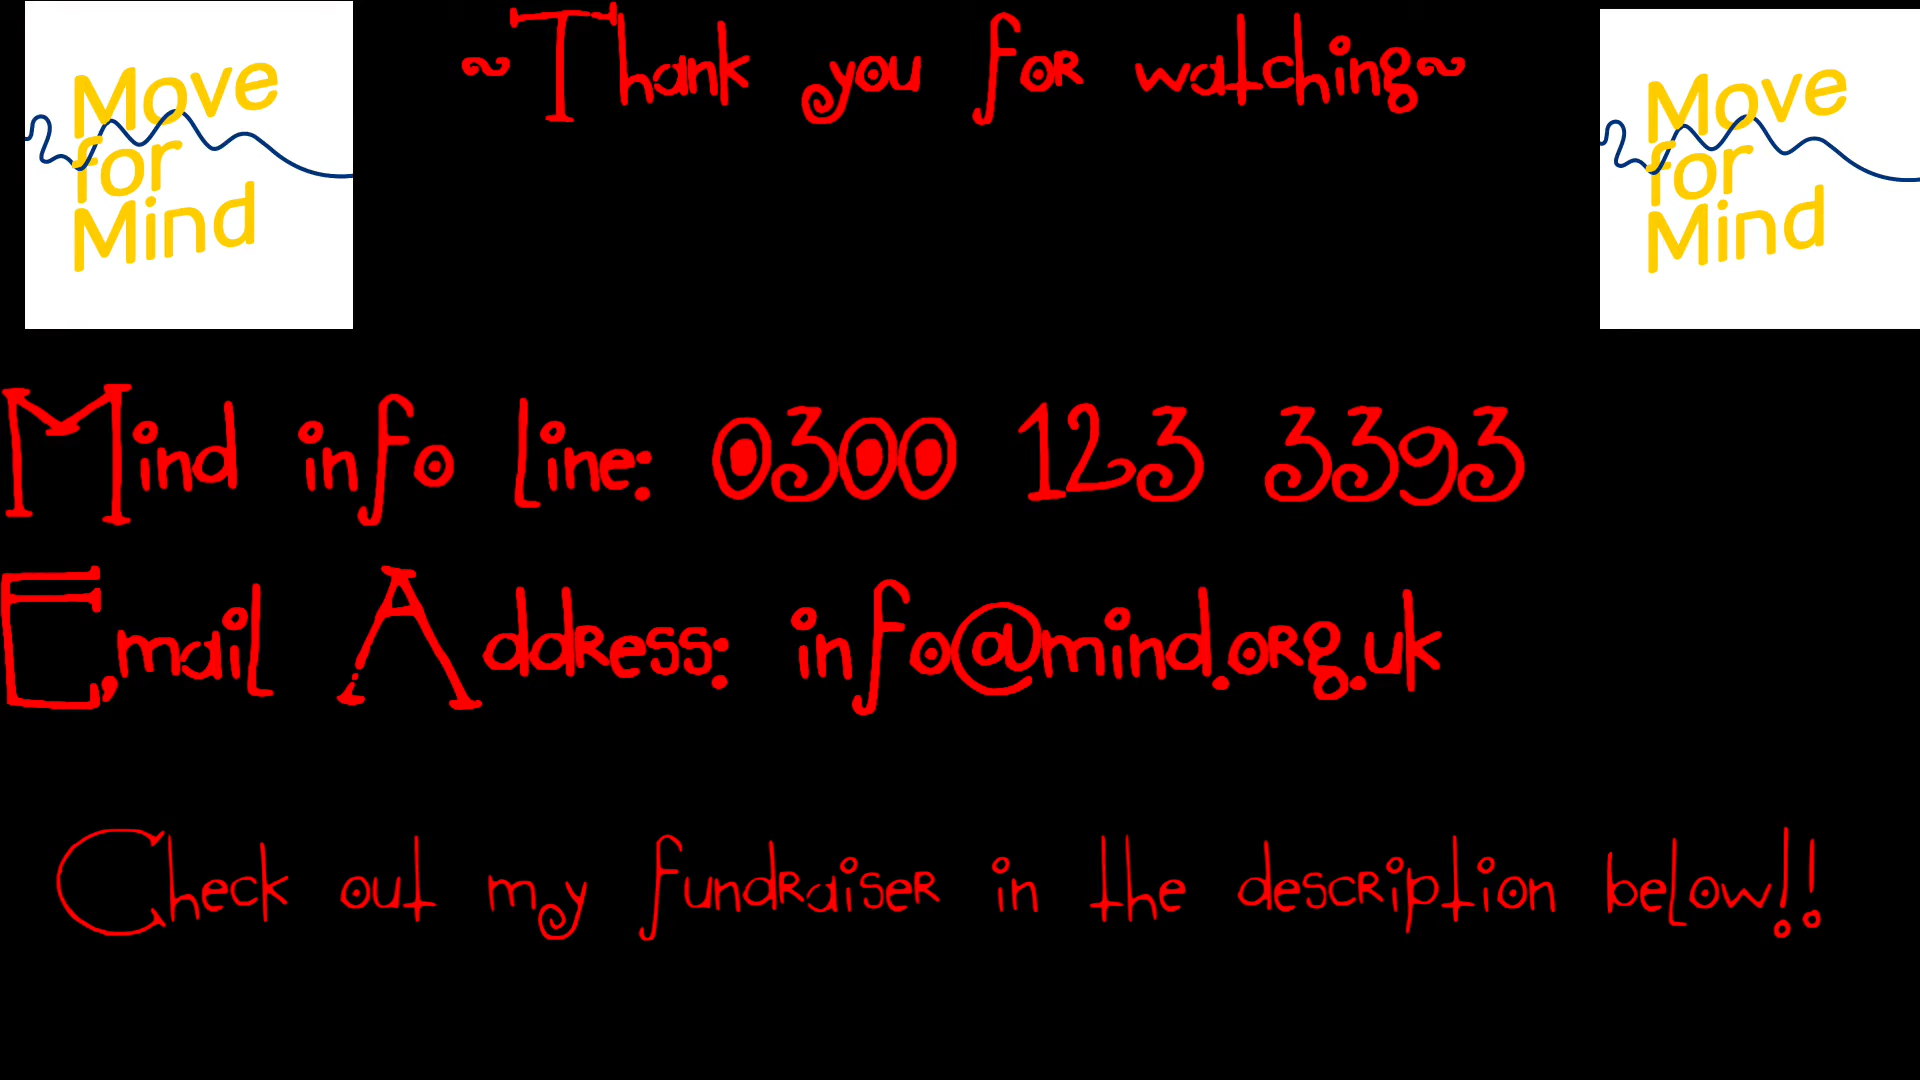 Move
for
Mind
~Thank you for watching~
Move
for
Mind
Mind info line: 0300 123 3393
Email Address: info@mind.org.uk
Check out my fundraiser in the description below!!